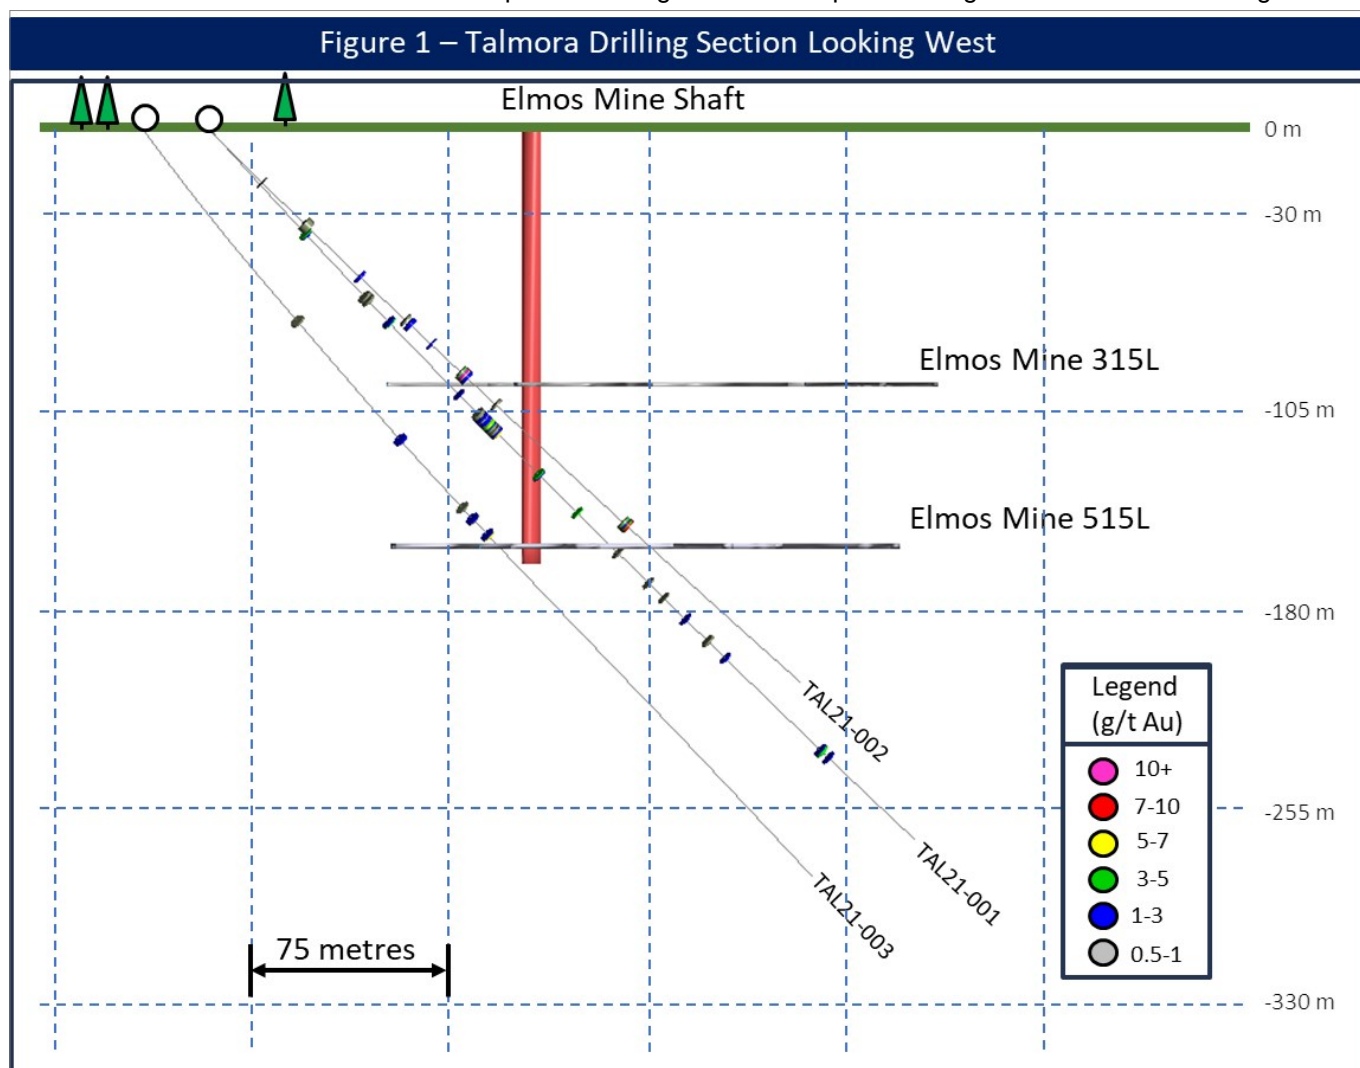 Figure 1 – Talmora Drilling Section Looking West
Elmos Mine Shaft
0 m
-30 m
Elmos Mine 315L
-105 m
Elmos Mine 515L
-180 m
TAL21-002
Legend
(g/t Au)
10+
7-10
5-7
3-5
1-3
0.5-1
-255 m
TAL21-001
TAL21-003
75 metres
-330 m